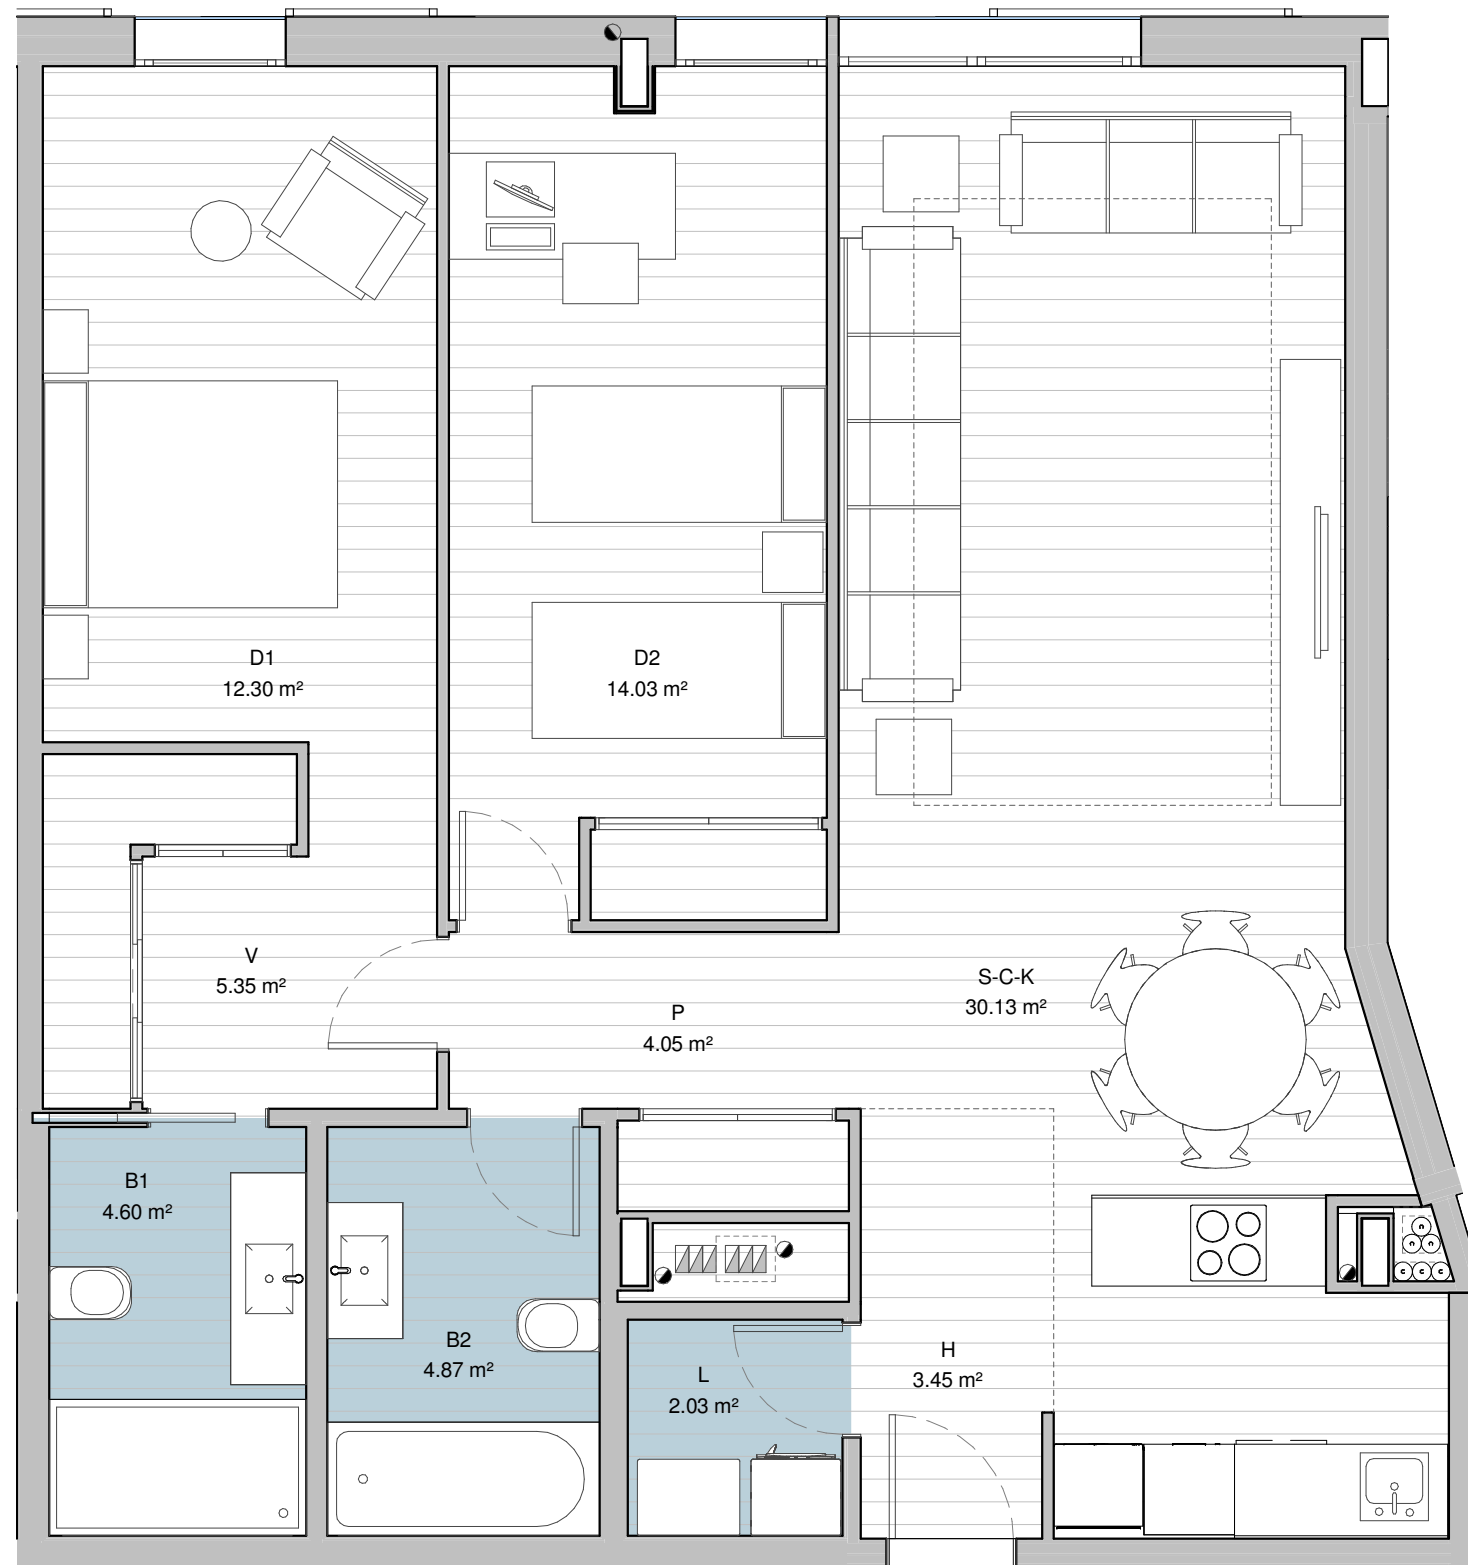 D1
12.30 m²
D2
14.03 m²
V
5.35 m²
P
4.05 m²
S-C-K
30.13 m²
B1
4.60 m²
B2
4.87 m²
L
2.03 m²
H
3.45 m²